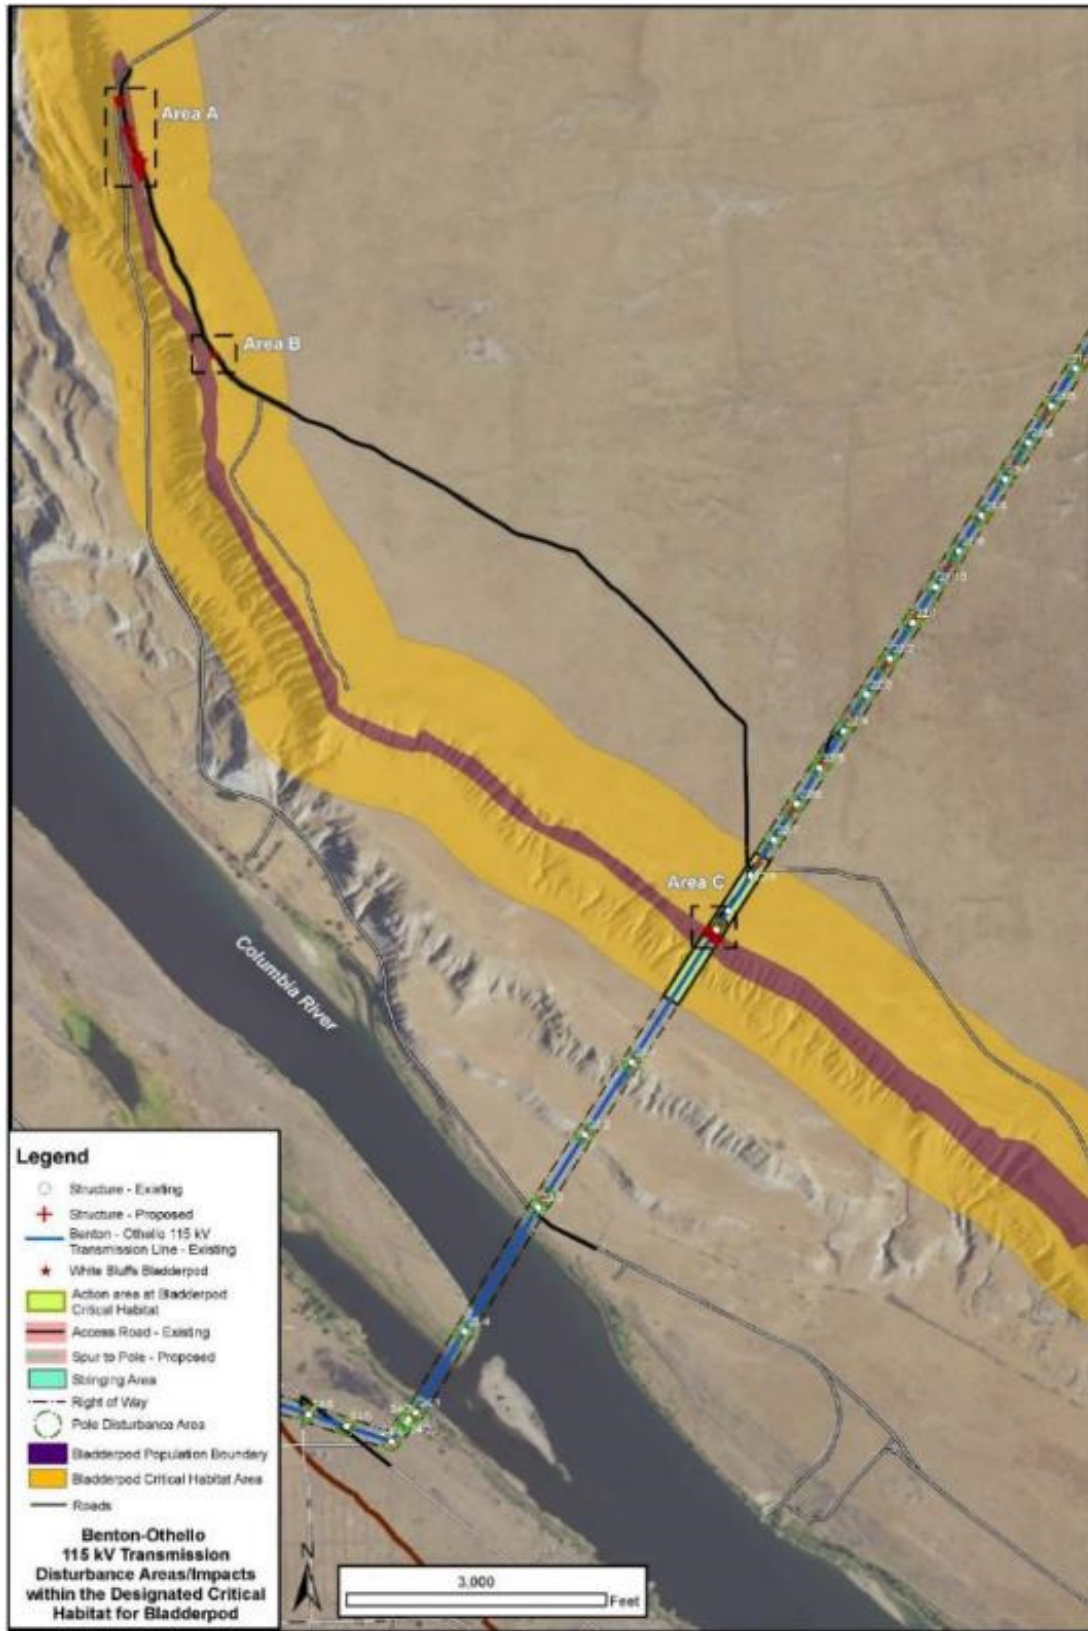 Area A
Area B
Area C
Columbia River
Legend
Structure - Existing
Structure - Proposed
Benton - Othello 115 kV
Transmission Line - Existing
White Bluffs Bladderpod
Action area at Bladderpod
Critical Habitat
Access Road - Existing
Spur to Pole - Proposed
Stringing Area
Right of Way
Pole Disturbance Area
Bladderpod Population Boundary
Bladderpod Critical Habitat Area
Roads
Benton-Othello
115 kV Transmission
Disturbance Areas/Impacts
within the Designated Critical
Habitat for Bladderpod
N
3,000
Feet